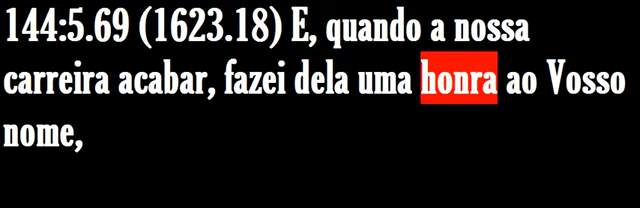 144:5.69 (1623.18) E, quando a nossa
carreira acabar, fazei dela uma honra ao Vosso
nome,